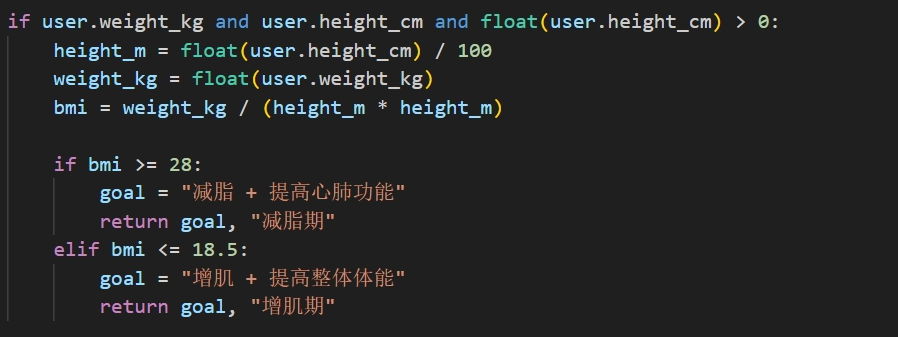 if user.weight_kg and user.height_cm and float(user.height_cm) > 0:
    height_m = float(user.height_cm) / 100
    weight_kg = float(user.weight_kg)
    bmi = weight_kg / (height_m * height_m)

    if bmi >= 28:
        goal = "减脂 + 提高心肺功能"
        return goal, "减脂期"
    elif bmi <= 18.5:
        goal = "增肌 + 提高整体体能"
        return goal, "增肌期"